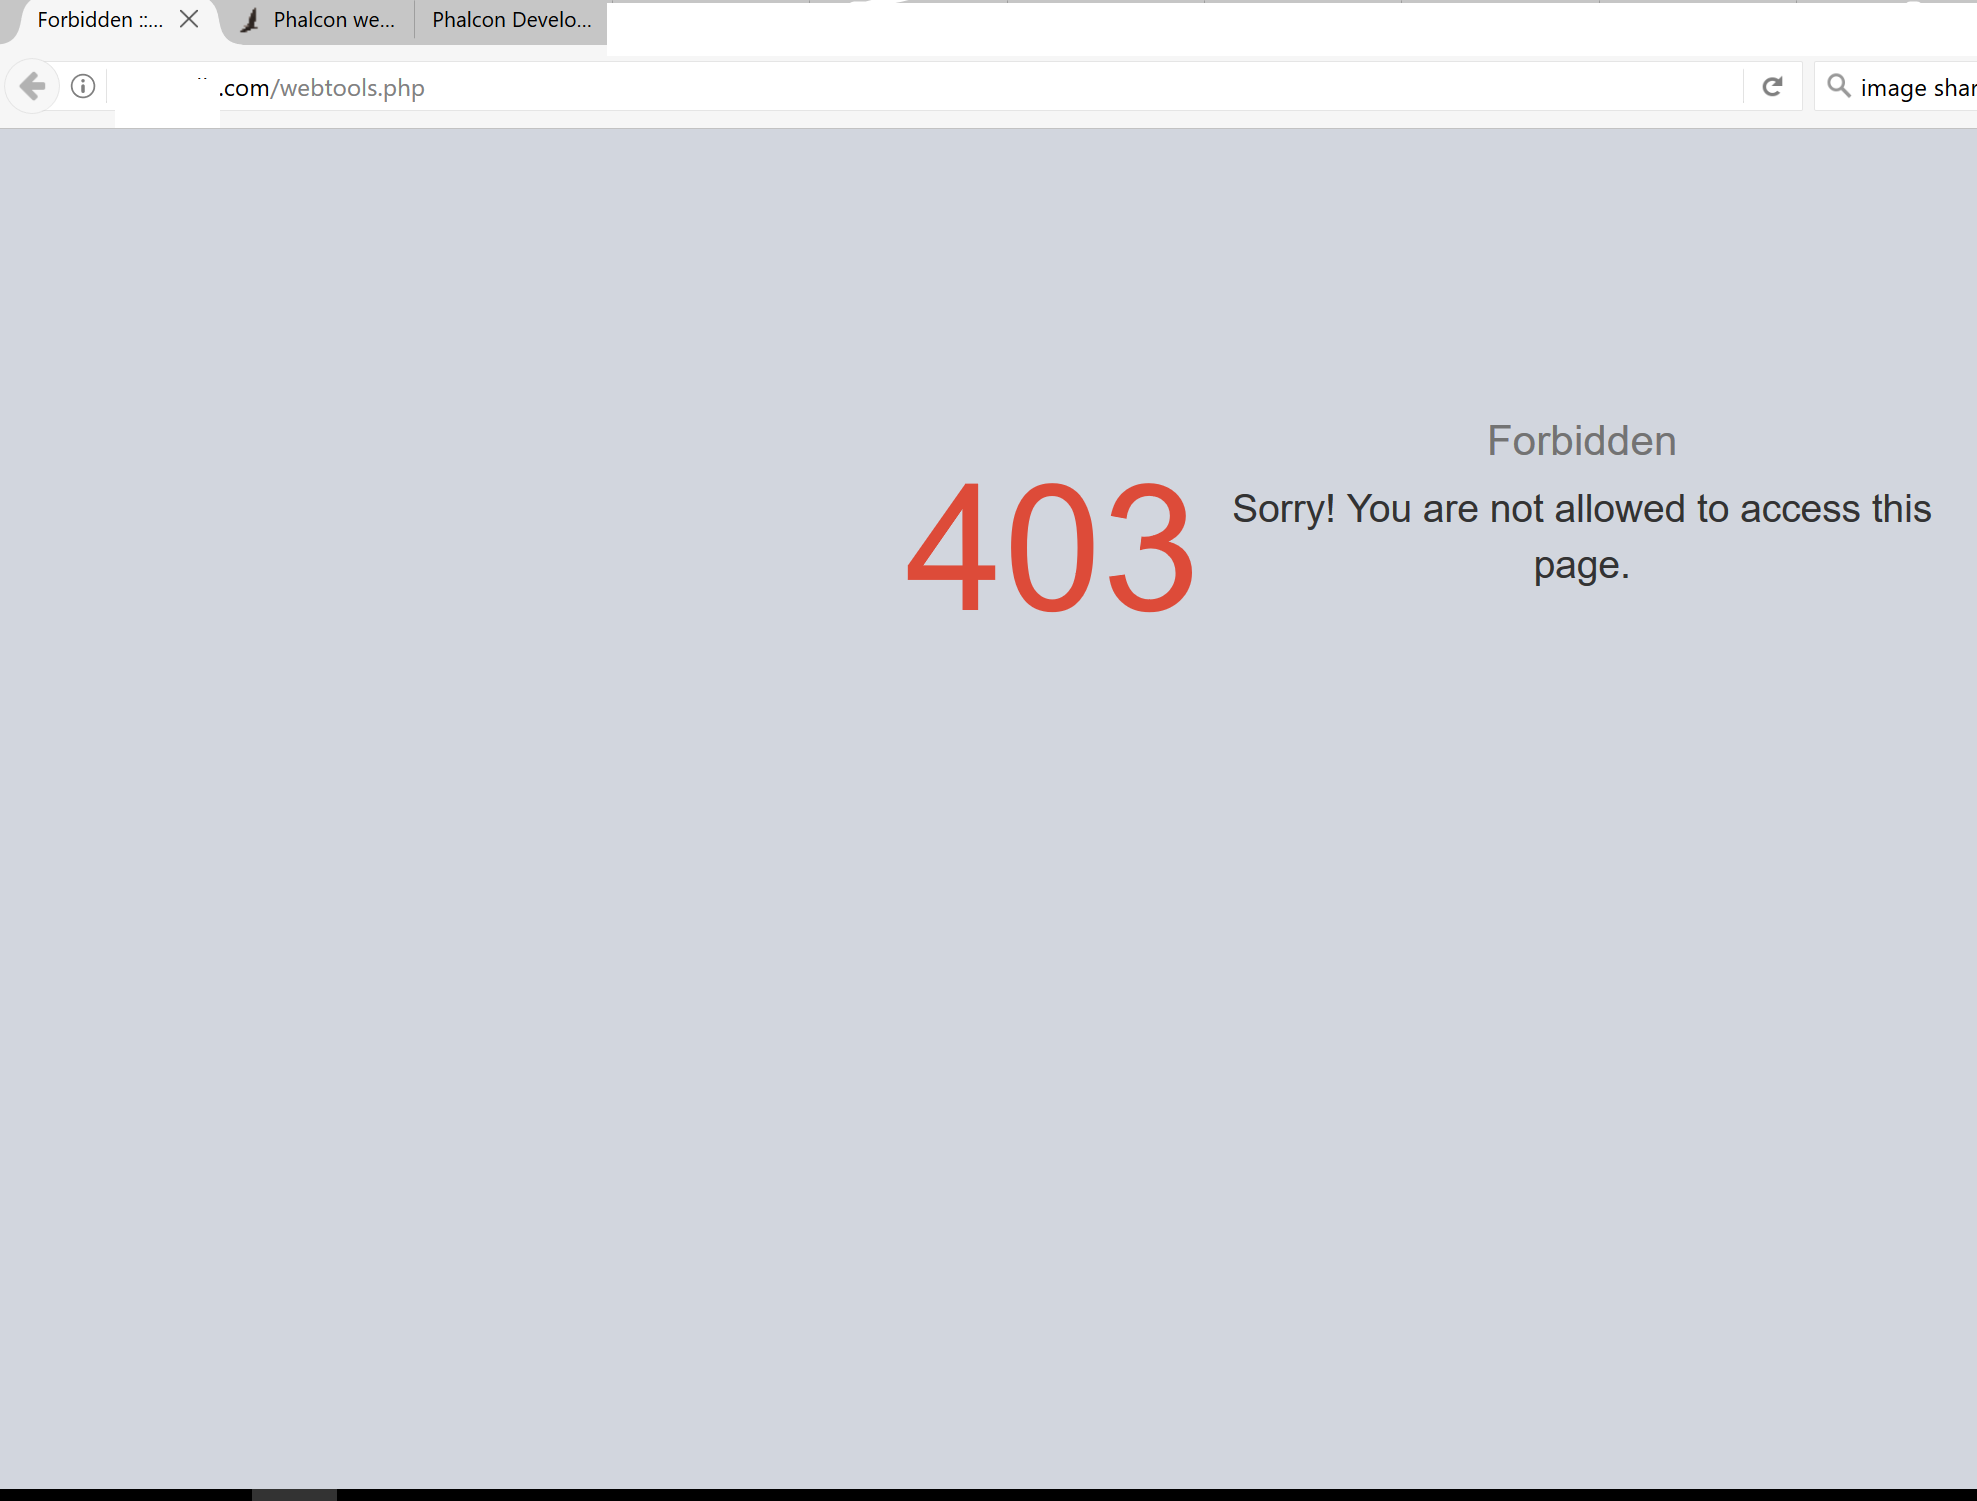 Forbidden ::...
Phalcon we...
Phalcon Develo...
.com/webtools.php
image shar
Forbidden
403
Sorry! You are not allowed to access this
page.